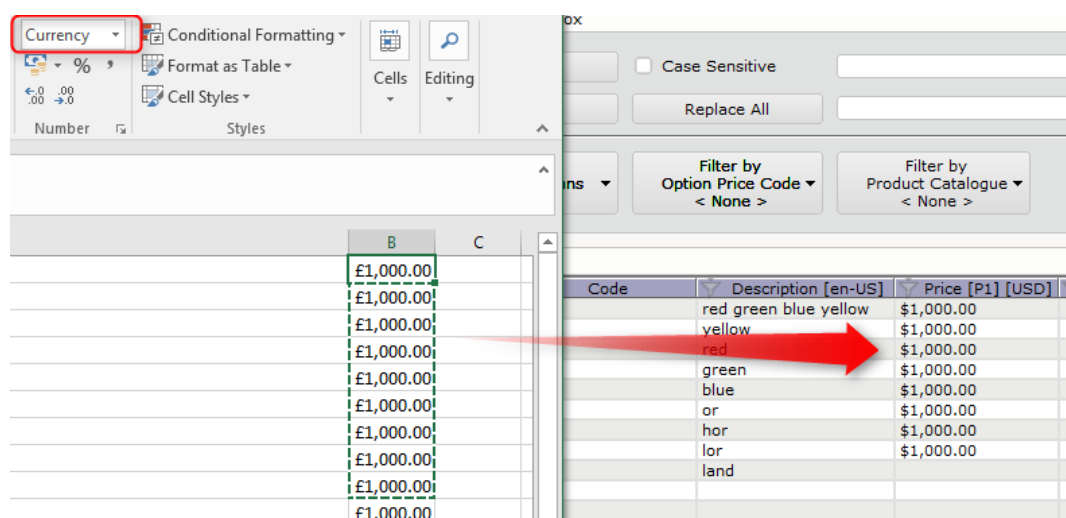 Currency
Conditional Formatting
% ,
Format as Table
.0 .00
.00 .0
Cell Styles
Cells
Editing
Number
Styles
B C
£1,000.00
£1,000.00
£1,000.00
£1,000.00
£1,000.00
£1,000.00
£1,000.00
£1,000.00
£1,000.00
£1,000.00
ox
Case Sensitive
Replace All
ns
Filter by
Option Price Code
< None >
Filter by
Product Catalogue
< None >
Code Description [en-US] Price [P1] [USD]
red green blue yellow $1,000.00
yellow $1,000.00
red $1,000.00
green $1,000.00
blue $1,000.00
or $1,000.00
hor $1,000.00
lor $1,000.00
land